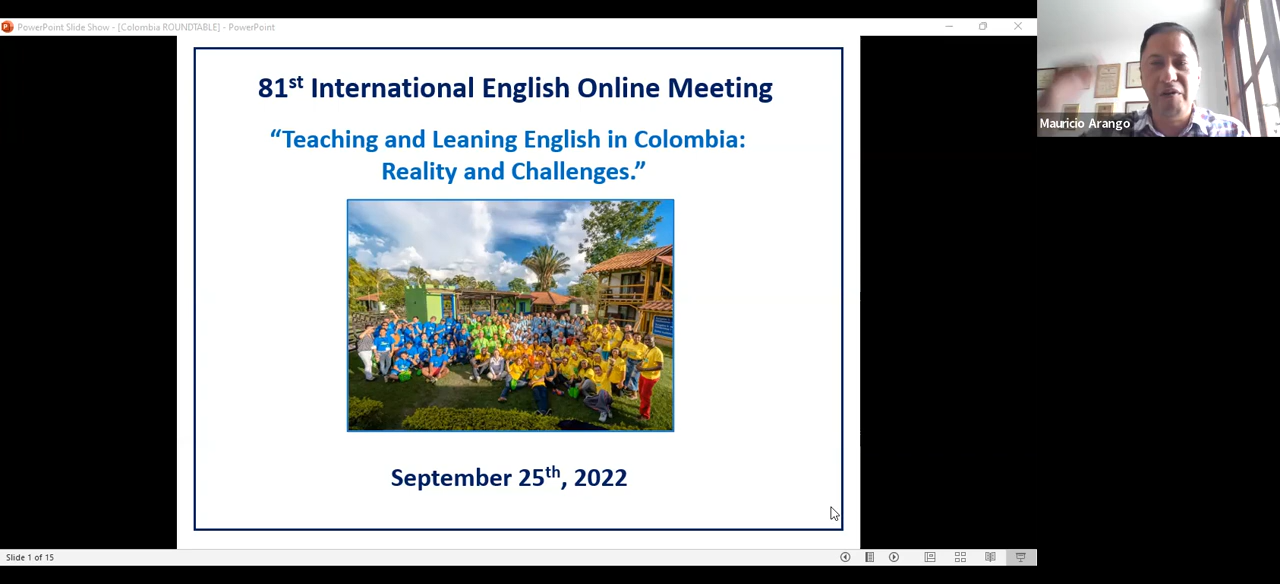 PowerPoint Slide Show - [Colombia ROUNDTABLE] - PowerPoint
81st International English Online Meeting
“Teaching and Leaning English in Colombia:
Reality and Challenges.”
September 25th, 2022
Mauricio Arango
Slide 1 of 15